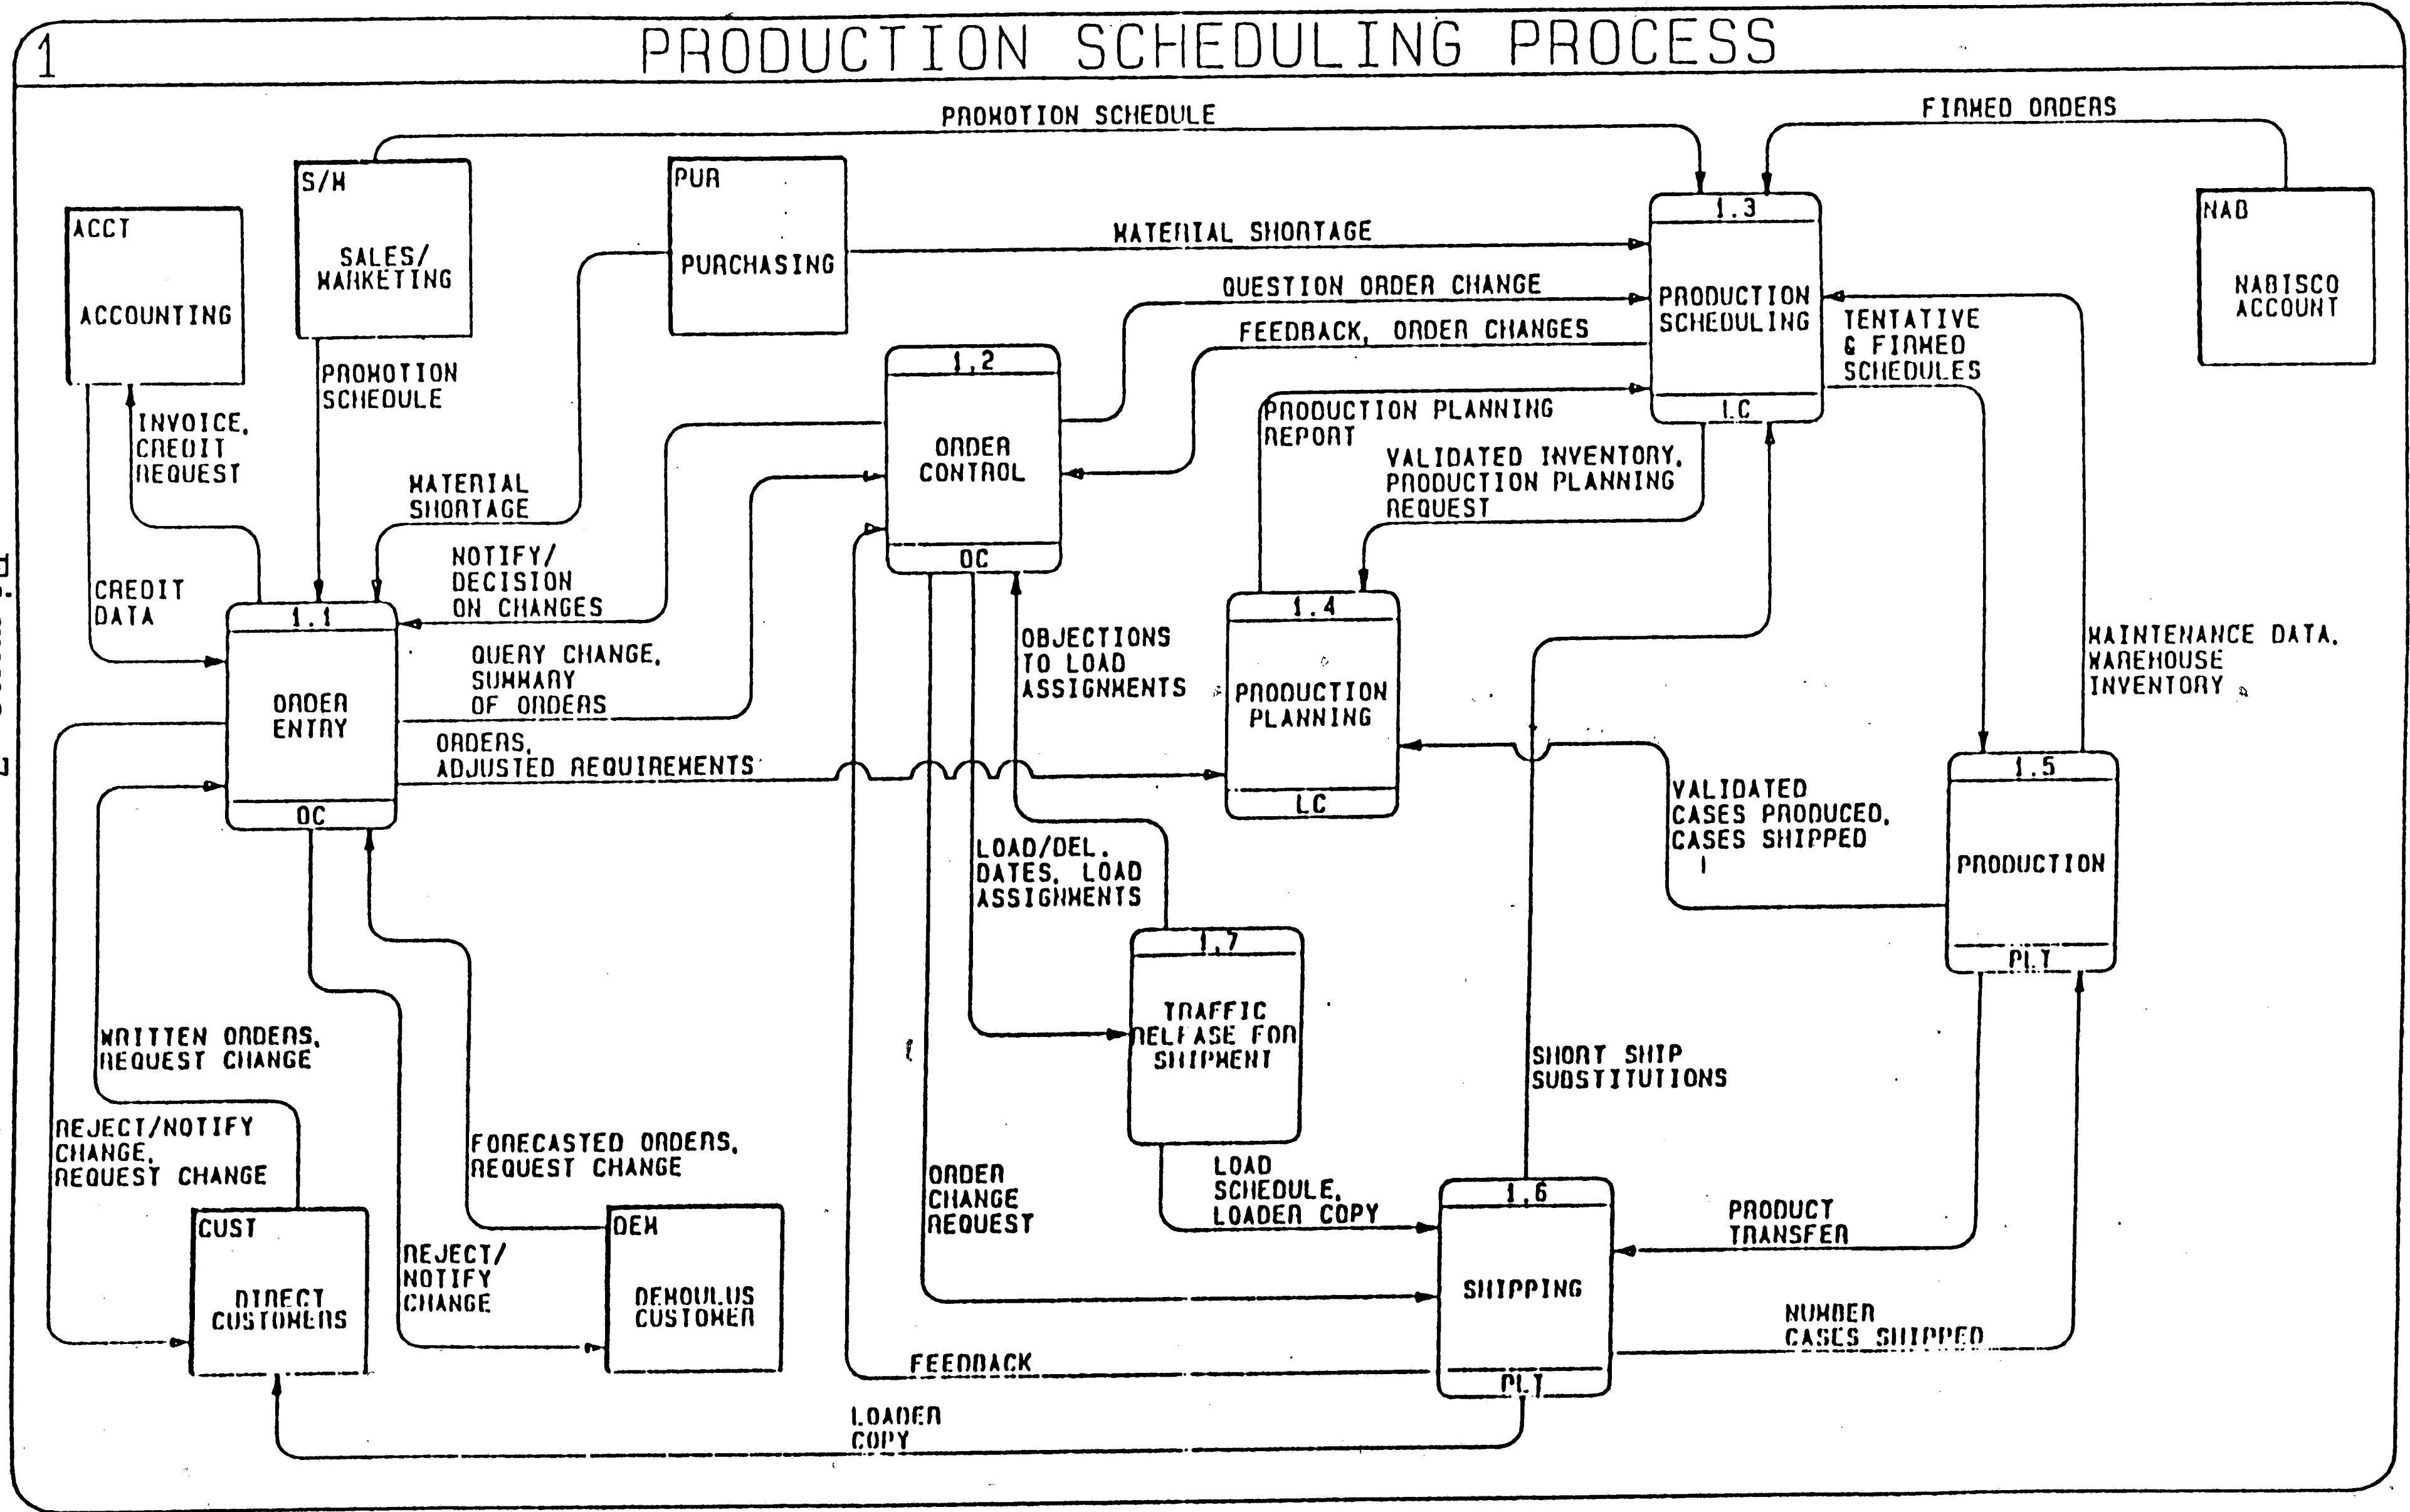 1
PRODUCTION SCHEDULING PROCESS
PROMOTION SCHEDULE
FIRMED ORDERS
ACCT
ACCOUNTING
S/M
SALES/
MARKETING
PUR
PURCHASING
MATERIAL SHORTAGE
QUESTION ORDER CHANGE
FEEDBACK, ORDER CHANGES
1.3
PRODUCTION
SCHEDULING
LC
NAB
NABISCO
ACCOUNT
TENTATIVE
& FIRMED
SCHEDULES
PROMOTION
SCHEDULE
INVOICE,
CREDIT
REQUEST
MATERIAL
SHORTAGE
1.2
ORDER
CONTROL
OC
PRODUCTION PLANNING
REPORT
VALIDATED INVENTORY,
PRODUCTION PLANNING
REQUEST
CREDIT
DATA
NOTIFY/
DECISION
ON CHANGES
1.1
ORDER
ENTRY
OC
QUERY CHANGE,
SUMMARY
OF ORDERS
ORDERS,
ADJUSTED REQUIREMENTS
OBJECTIONS
TO LOAD
ASSIGNMENTS
1.4
PRODUCTION
PLANNING
LC
MAINTENANCE DATA,
WAREHOUSE
INVENTORY
VALIDATED
CASES PRODUCED,
CASES SHIPPED
1.5
PRODUCTION
PLT
LOAD/DEL.
DATES, LOAD
ASSIGNMENTS
1.7
TRAFFIC
RELEASE FOR
SHIPMENT
WRITTEN ORDERS,
REQUEST CHANGE
SHORT SHIP
SUBSTITUTIONS
REJECT/NOTIFY
CHANGE,
REQUEST CHANGE
FORECASTED ORDERS,
REQUEST CHANGE
ORDER
CHANGE
REQUEST
LOAD
SCHEDULE,
LOADER COPY
1.6
SHIPPING
PLT
PRODUCT
TRANSFER
CUST
DIRECT
CUSTOMERS
REJECT/
NOTIFY
CHANGE
DEM
DEMOULUS
CUSTOMER
NUMBER
CASES SHIPPED
FEEDBACK
LOADER
COPY